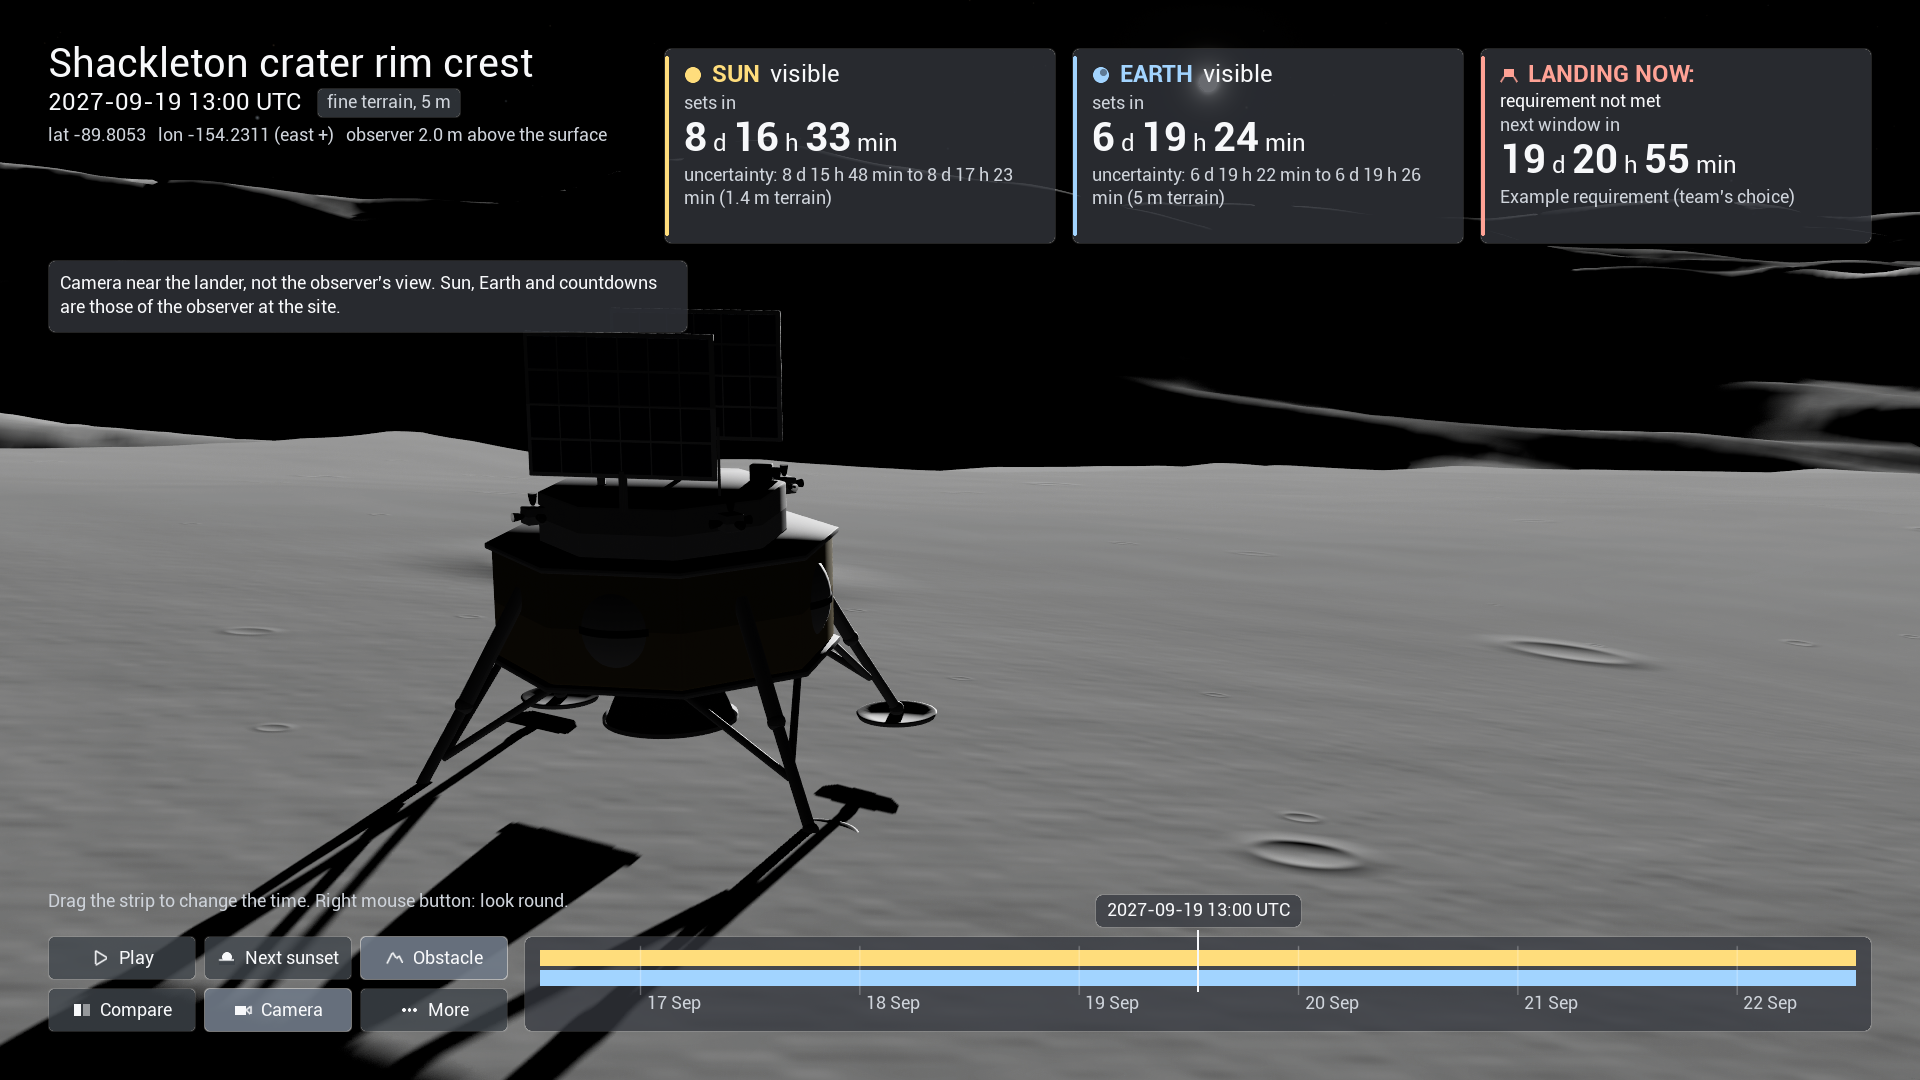 Shackleton crater rim crest
2027-09-19 13:00 UTC fine terrain, 5 m
lat -89.8053 lon -154.2311 (east +) observer 2.0 m above the surface
SUN visible
sets in
8 d 16 h 33 min
uncertainty: 8 d 15 h 48 min to 8 d 17 h 23
min (1.4 m terrain)
EARTH visible
sets in
6 d 19 h 24 min
uncertainty: 6 d 19 h 22 min to 6 d 19 h 26
min (5 m terrain)
LANDING NOW:
requirement not met
next window in
19 d 20 h 55 min
Example requirement (team's choice)
Camera near the lander, not the observer's view. Sun, Earth and countdowns
are those of the observer at the site.
Drag the strip to change the time. Right mouse button: look round.
Play Next sunset Obstacle
Compare Camera More
2027-09-19 13:00 UTC
17 Sep 18 Sep 19 Sep 20 Sep 21 Sep 22 Sep